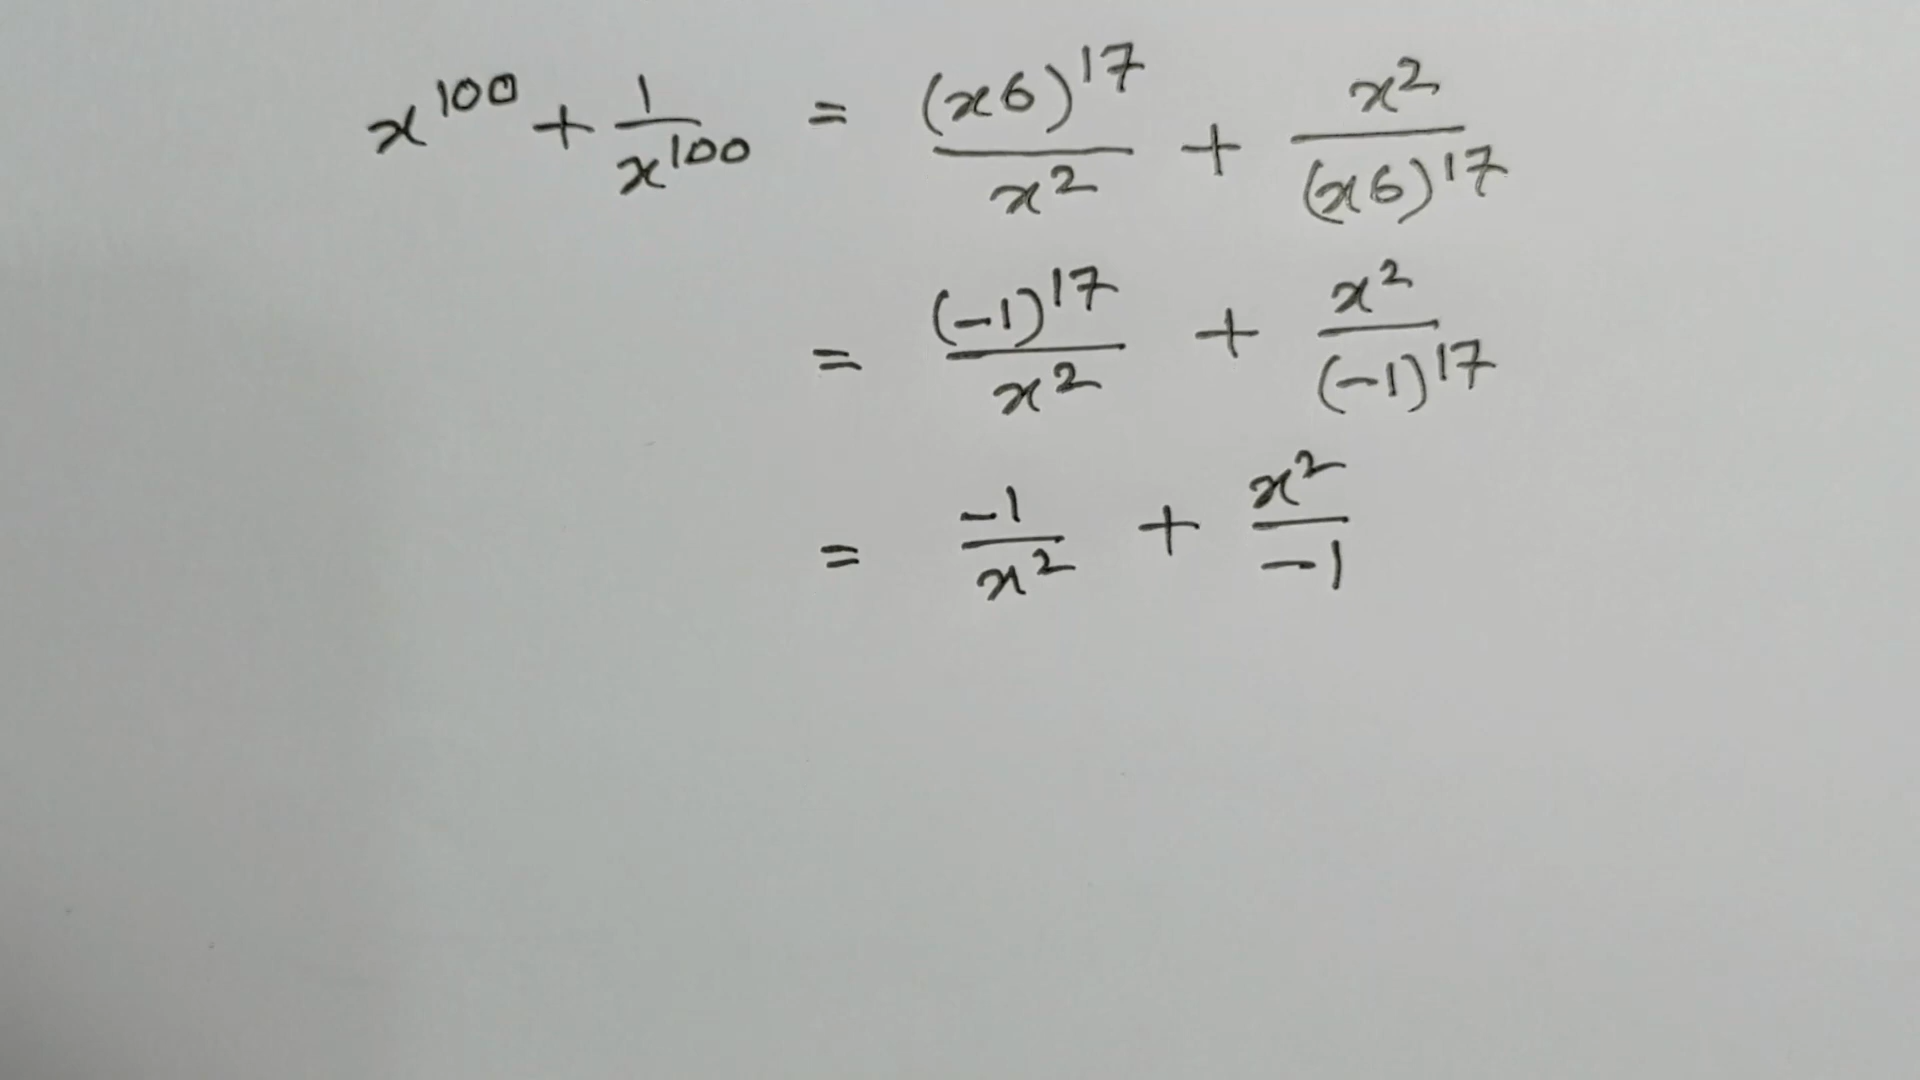 x^100 + 1/x^100 = (x6)^17/x^2 + x^2/(x6)^17
= (-1)^17/x^2 + x^2/(-1)^17
= -1/x^2 + x^2/-1